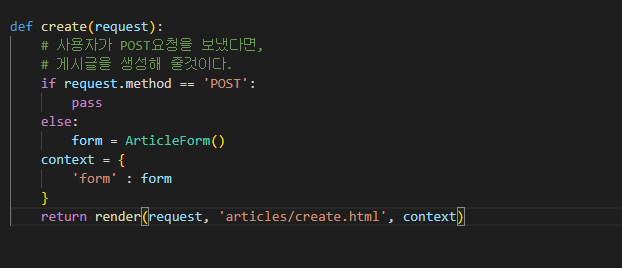 def create(request):
    # 사용자가 POST요청을 보냈다면,
    # 게시글을 생성해 줄것이다.
    if request.method == 'POST':
        pass
    else:
        form = ArticleForm()
    context = {
        'form' : form
    }
    return render(request, 'articles/create.html', context)